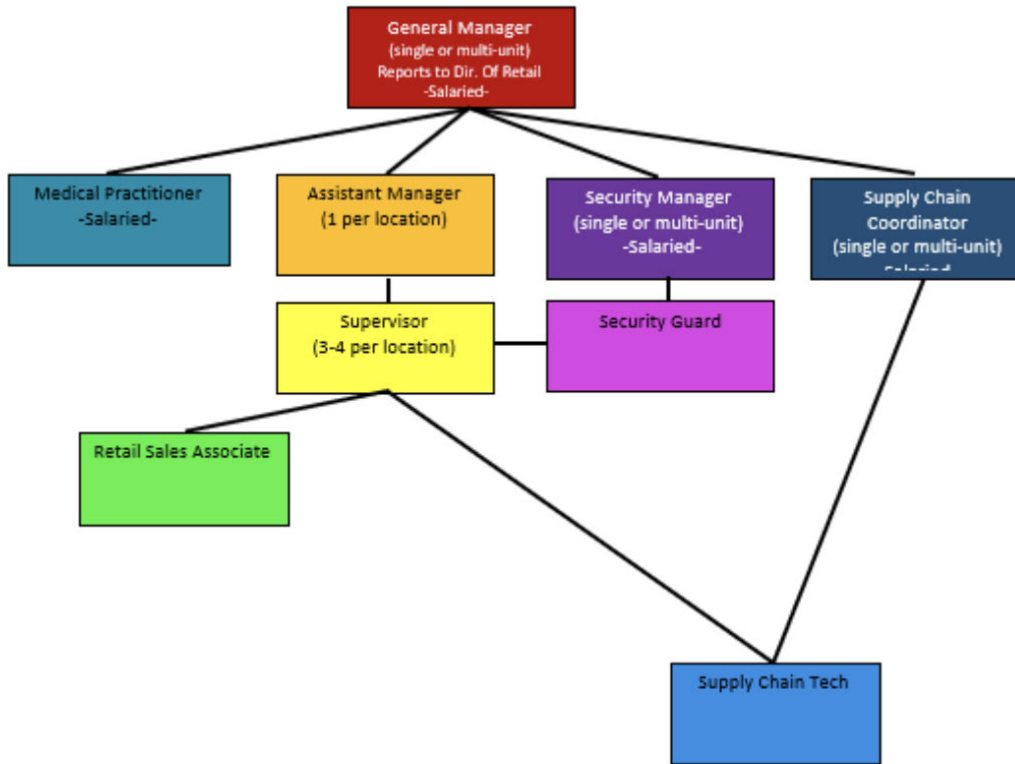 General Manager
(single or multi-unit)
Reports to Dir. Of Retail
-Salaried-
Medical Practitioner
-Salaried-
Assistant Manager
(1 per location)
Security Manager
(single or multi-unit)
-Salaried-
Supply Chain
Coordinator
(single or multi-unit)
-Salaried-
Supervisor
(3-4 per location)
Security Guard
Retail Sales Associate
Supply Chain Tech